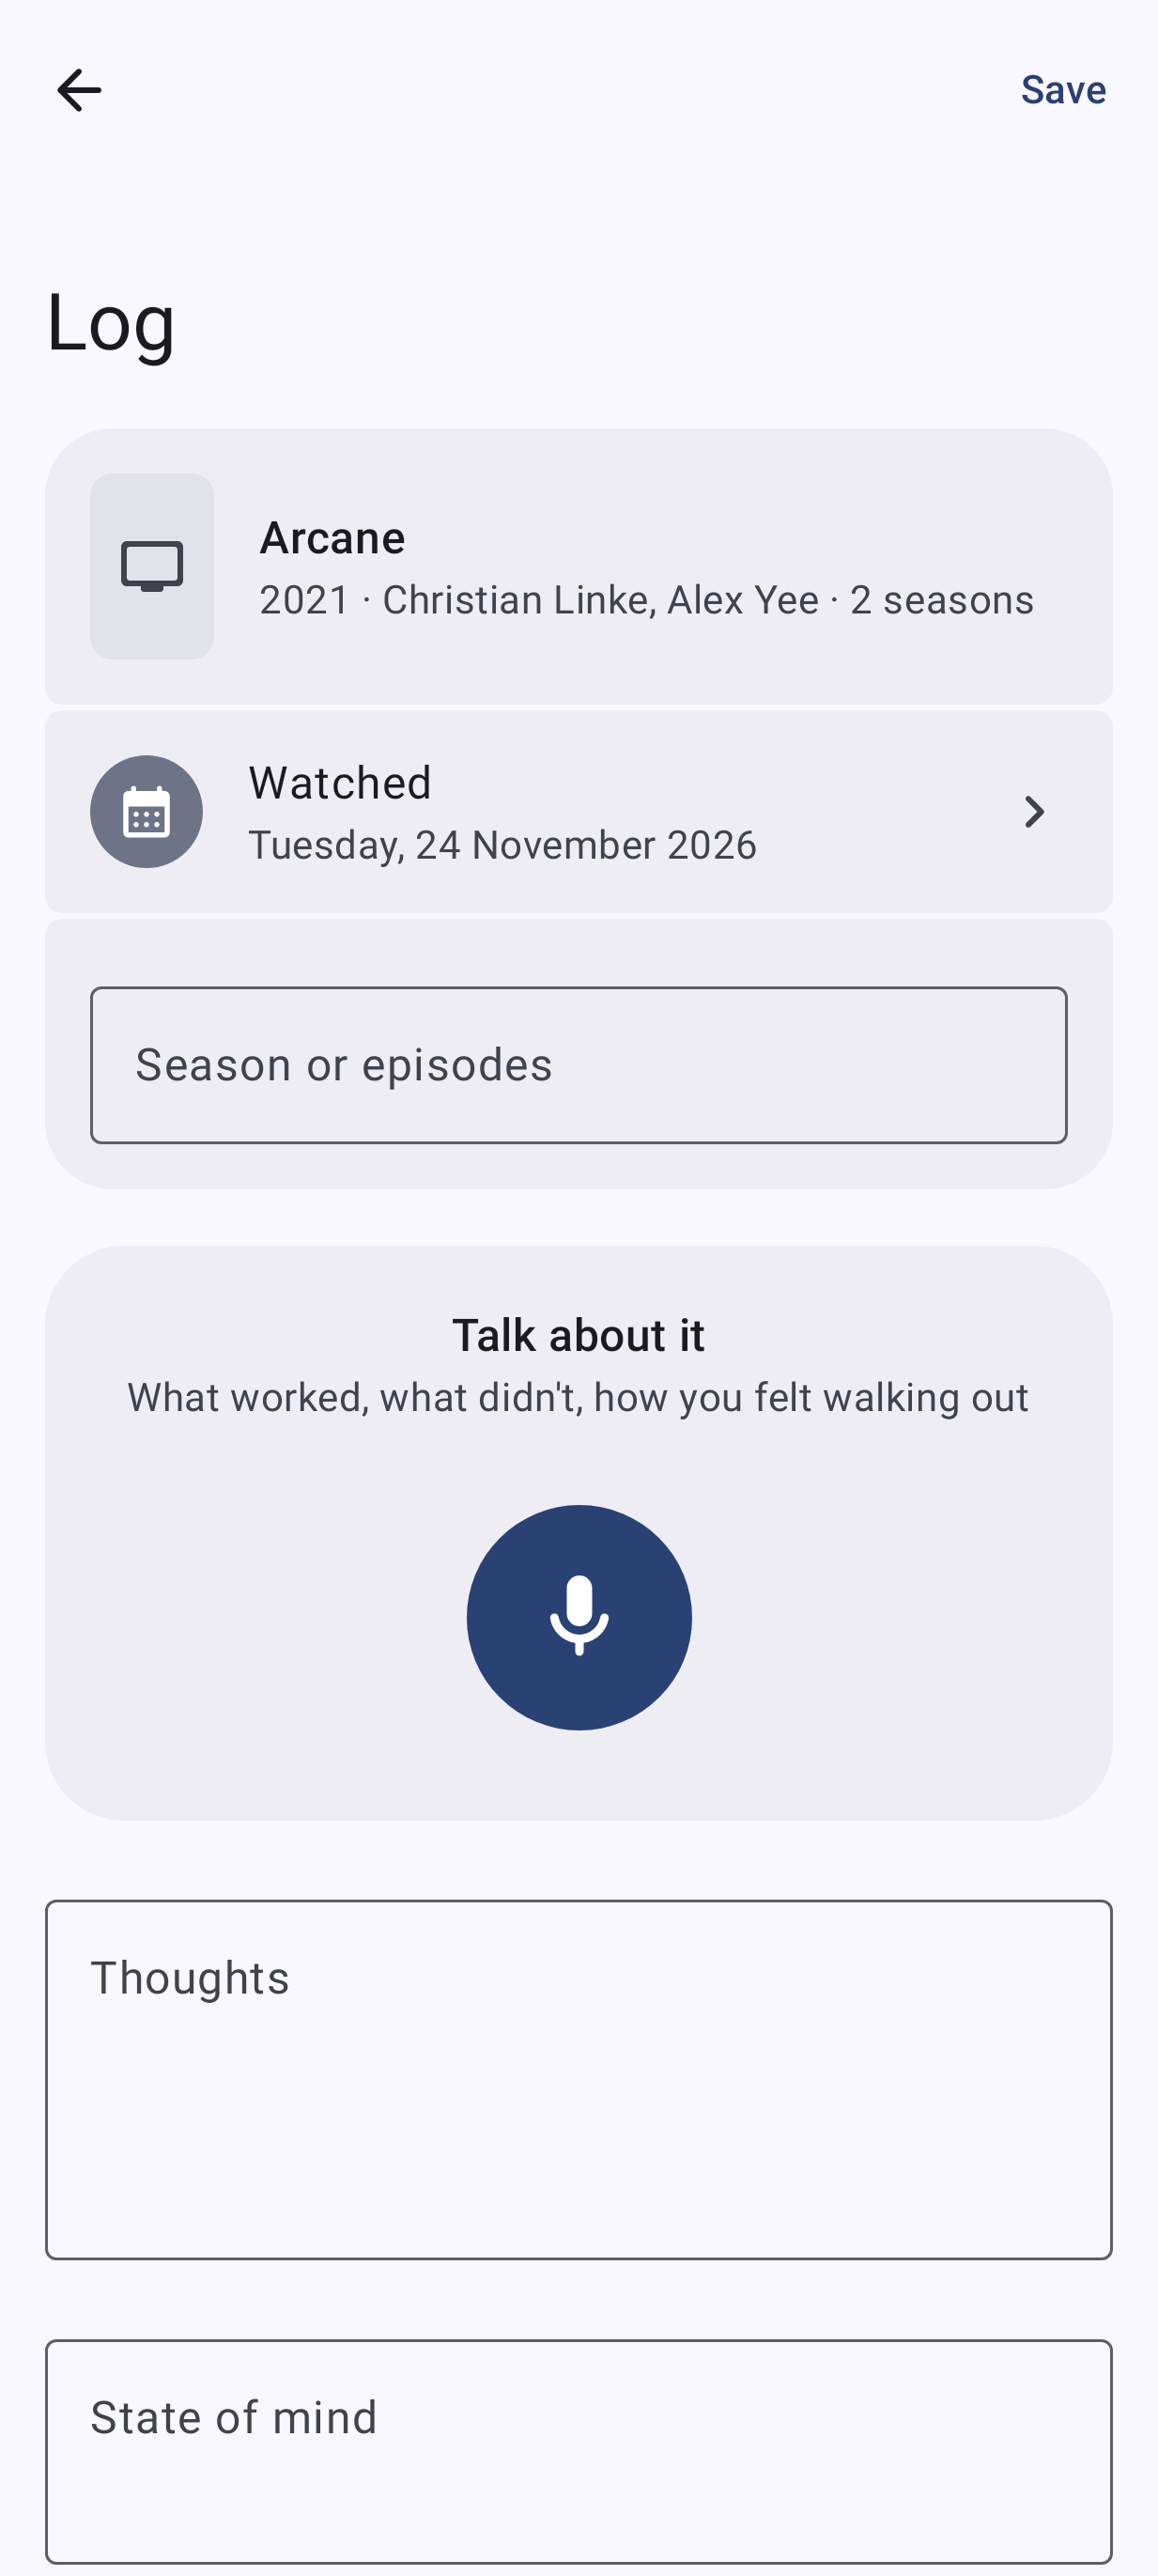 Save
Log
Arcane
2021 · Christian Linke, Alex Yee · 2 seasons
Watched
Tuesday, 24 November 2026
Season or episodes
Talk about it
What worked, what didn't, how you felt walking out
Thoughts
State of mind